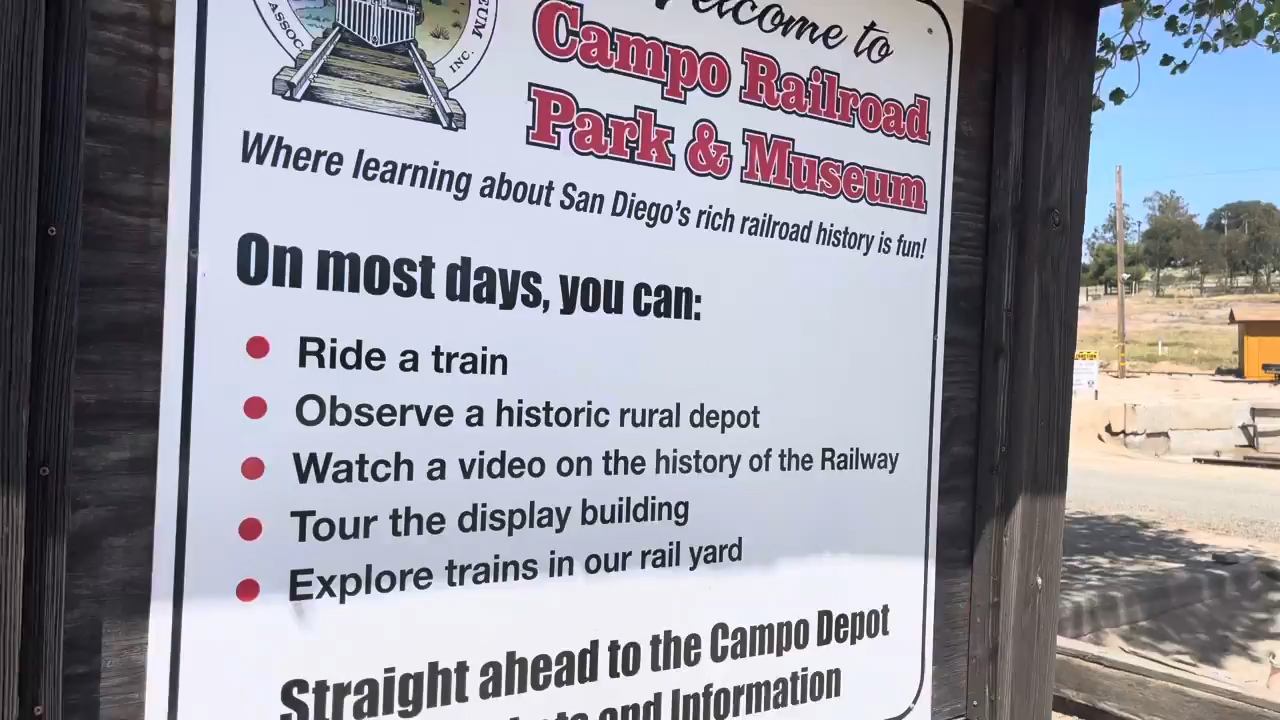 ASSOC.
INC.
Welcome to
Campo Railroad
Park & Museum
Where learning about San Diego's rich railroad history is fun!
On most days, you can:
Ride a train
Observe a historic rural depot
Watch a video on the history of the Railway
Tour the display building
Explore trains in our rail yard
Straight ahead to the Campo Depot
and Information